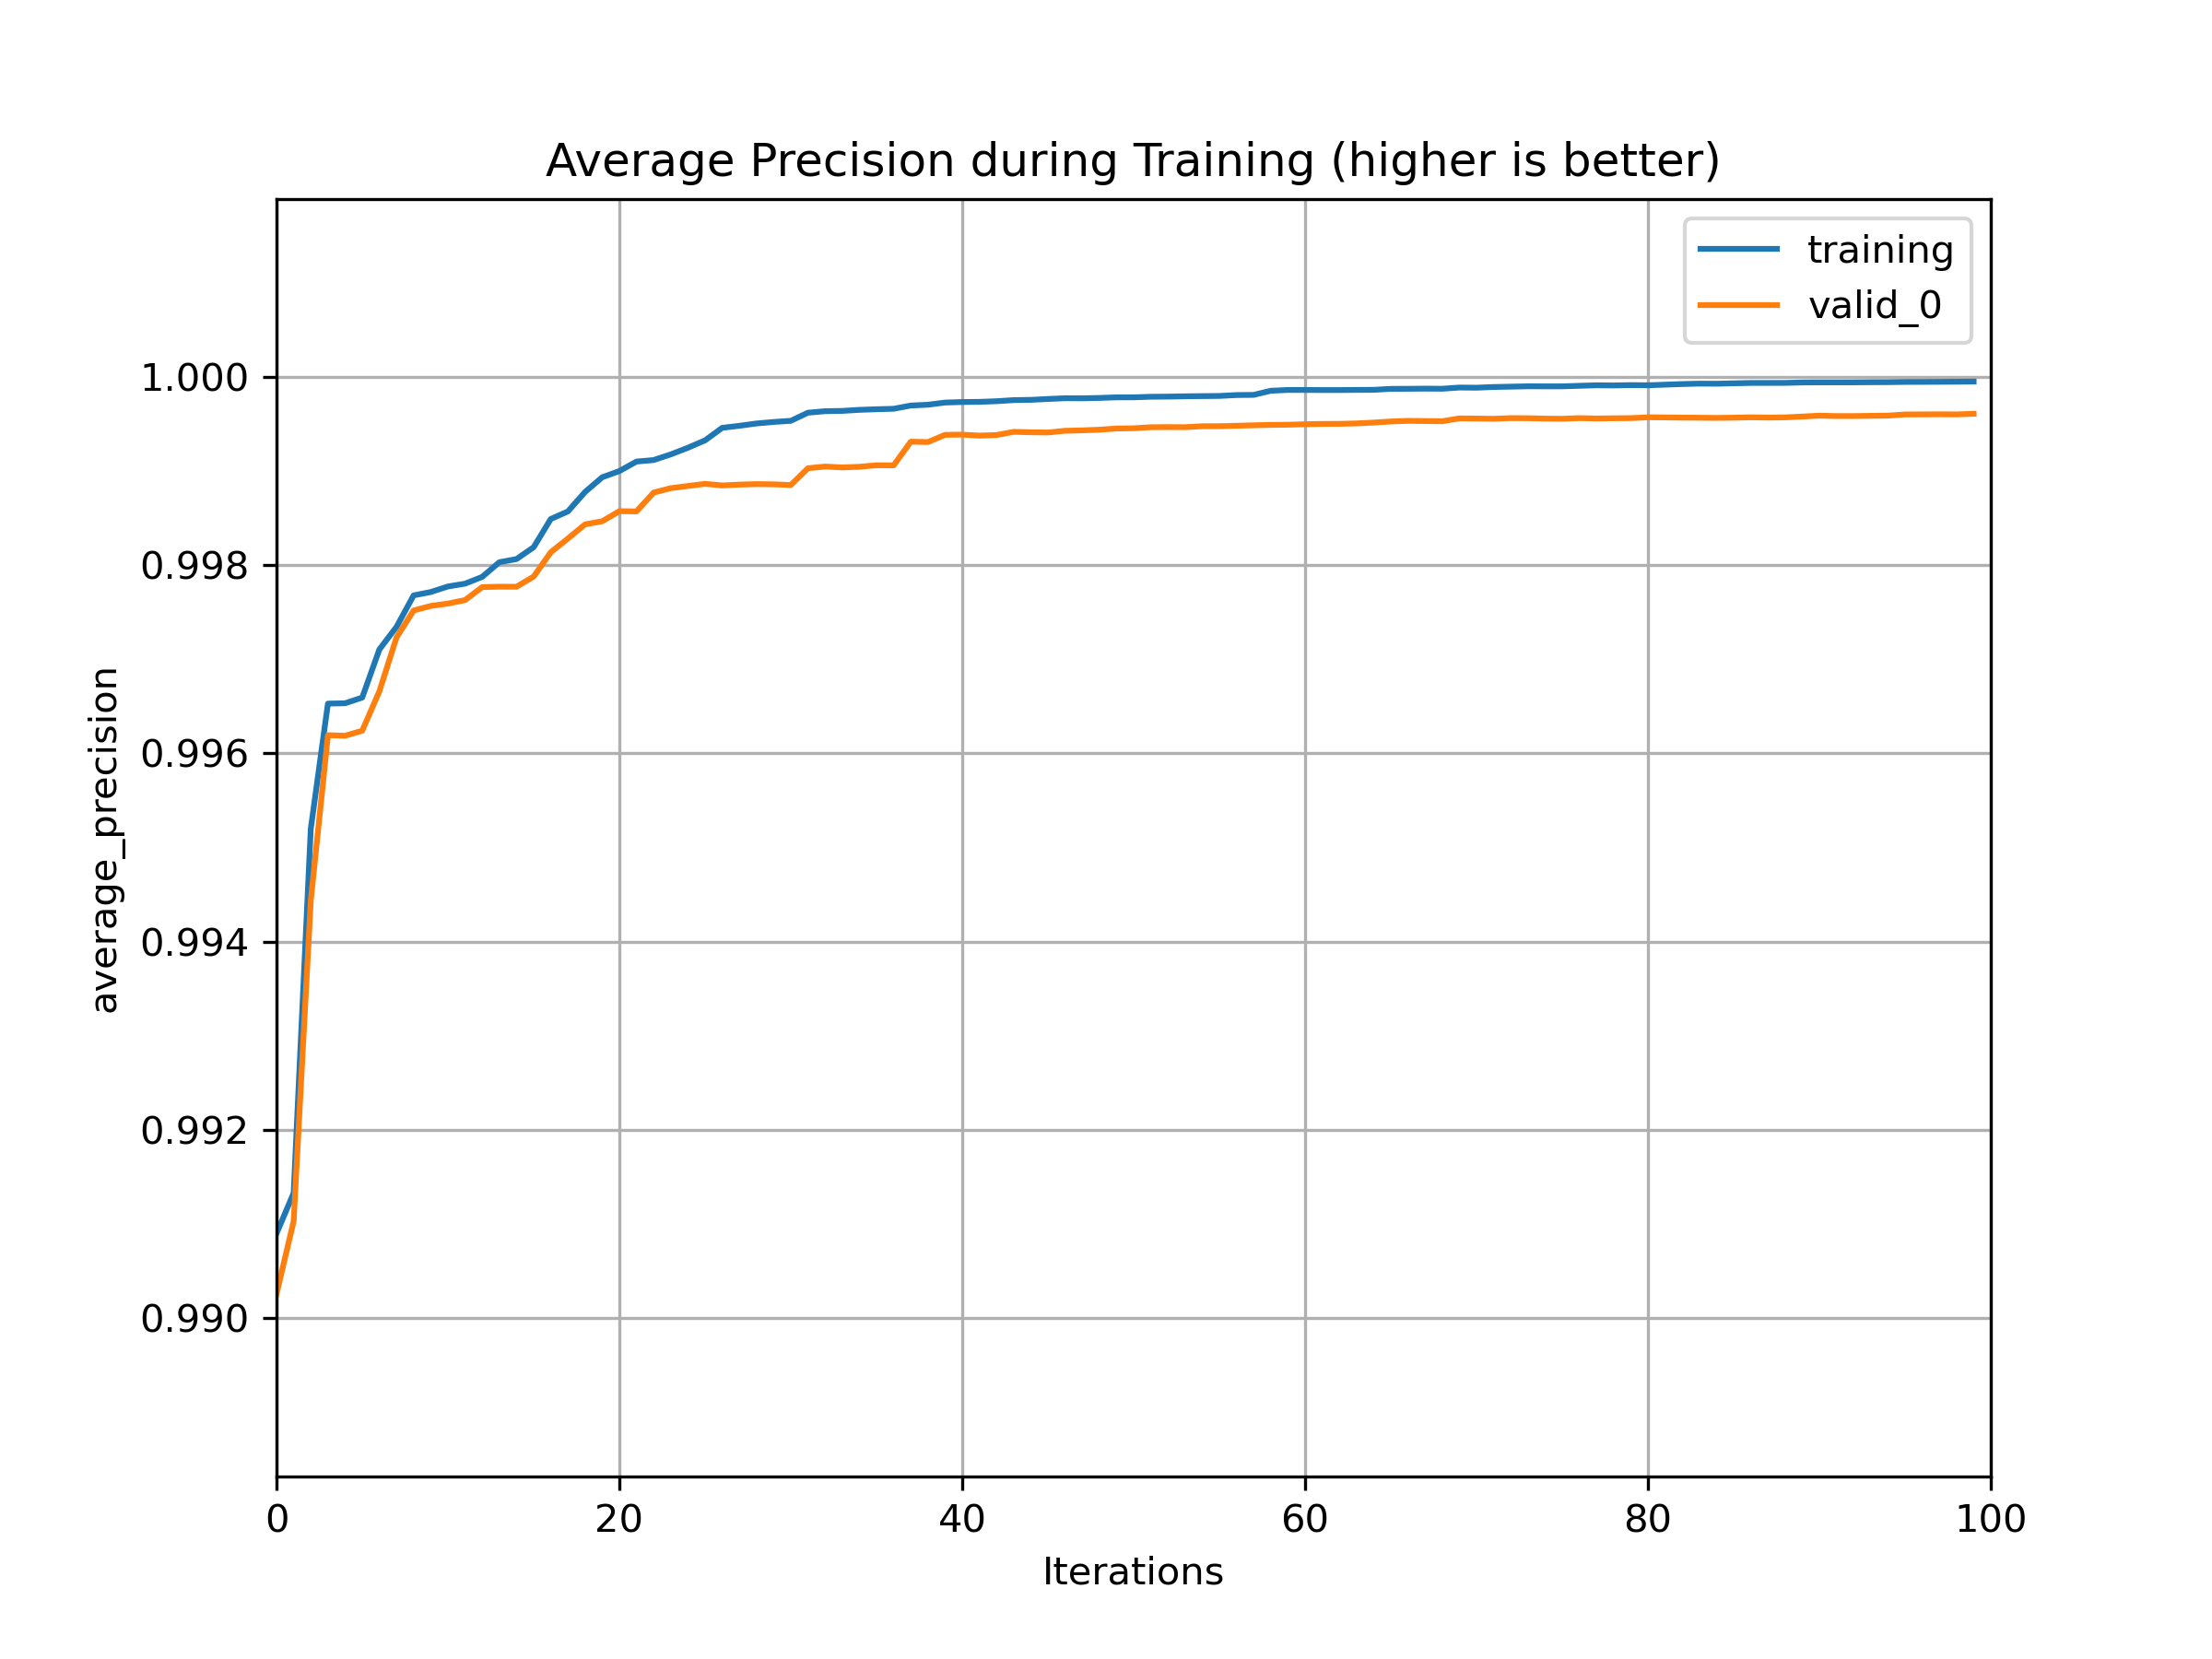 Average Precision during Training (higher is better)
training
valid_0
1.000
0.998
0.996
0.994
0.992
0.990
average_precision
0 20 40 60 80 100
Iterations